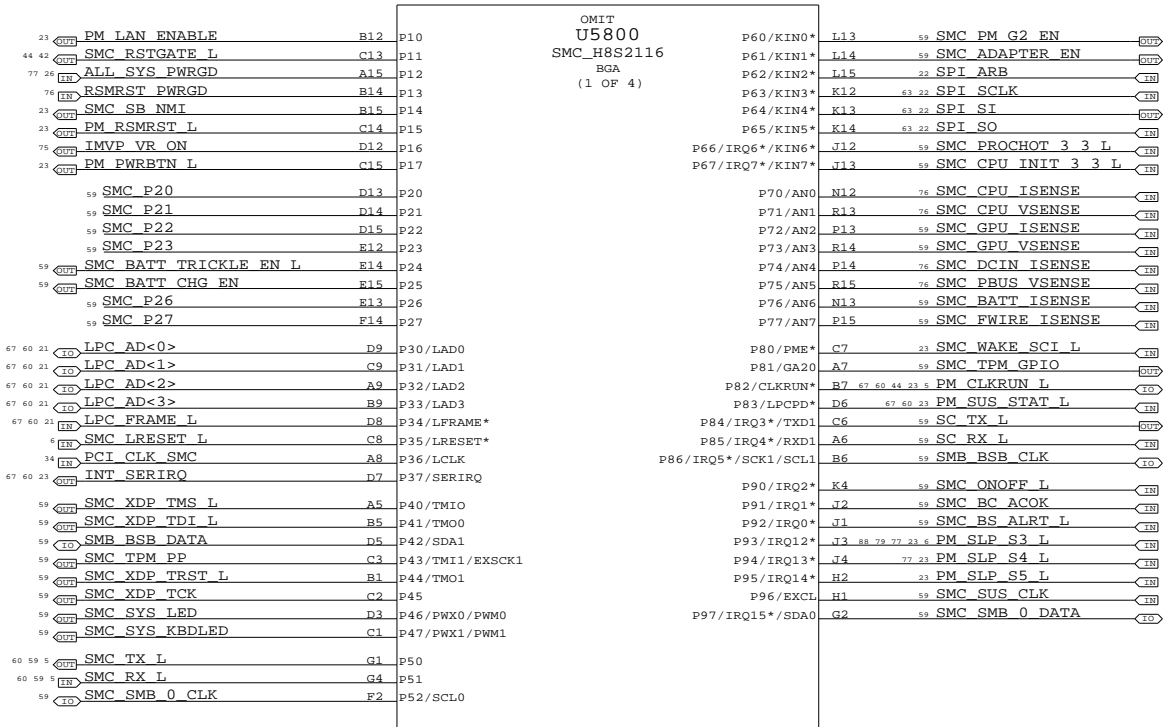 OMIT
U5800
SMC_H8S2116
BGA
(1 OF 4)
23 OUT PM_LAN_ENABLE B12 P10
44 42 OUT SMC_RSTGATE_L C13 P11
77 26 IN ALL_SYS_PWRGD A15 P12
76 IN RSMRST_PWRGD B14 P13
23 OUT SMC_SB_NMI B15 P14
23 OUT PM_RSMRST_L C14 P15
75 OUT IMVP_VR_ON D12 P16
23 OUT PM_PWRBTN_L C15 P17
59 SMC_P20 D13 P20
59 SMC_P21 D14 P21
59 SMC_P22 D15 P22
59 SMC_P23 E12 P23
59 OUT SMC_BATT_TRICKLE_EN_L E14 P24
59 OUT SMC_BATT_CHG_EN E15 P25
59 SMC_P26 E13 P26
59 SMC_P27 F14 P27
67 60 21 IO LPC_AD<0> D9 P30/LAD0
67 60 21 IO LPC_AD<1> C9 P31/LAD1
67 60 21 IO LPC_AD<2> A9 P32/LAD2
67 60 21 IO LPC_AD<3> B9 P33/LAD3
67 60 21 IN LPC_FRAME_L D8 P34/LFRAME*
6 IN SMC_LRESET_L C8 P35/LRESET*
34 IN PCI_CLK_SMC A8 P36/LCLK
67 60 23 OUT INT_SERIRQ D7 P37/SERIRQ
59 OUT SMC_XDP_TMS_L A5 P40/TMIO
59 OUT SMC_XDP_TDI_L B5 P41/TMO0
59 IO SMB_BSB_DATA D5 P42/SDA1
59 OUT SMC_TPM_PP C3 P43/TMI1/EXSCK1
59 OUT SMC_XDP_TRST_L B1 P44/TMO1
59 OUT SMC_XDP_TCK C2 P45
59 OUT SMC_SYS_LED D3 P46/PWX0/PWM0
59 OUT SMC_SYS_KBDLED C1 P47/PWX1/PWM1
60 59 5 OUT SMC_TX_L G1 P50
60 59 5 IN SMC_RX_L G4 P51
59 IO SMC_SMB_0_CLK F2 P52/SCL0
P60/KIN0* L13 59 SMC_PM_G2_EN OUT
P61/KIN1* L14 59 SMC_ADAPTER_EN OUT
P62/KIN2* L15 22 SPI_ARB IN
P63/KIN3* K12 63 22 SPI_SCLK IN
P64/KIN4* K13 63 22 SPI_SI OUT
P65/KIN5* K14 63 22 SPI_SO IN
P66/IRQ6*/KIN6* J12 59 SMC_PROCHOT_3_3_L IN
P67/IRQ7*/KIN7* J13 59 SMC_CPU_INIT_3_3_L IN
P70/AN0 N12 76 SMC_CPU_ISENSE IN
P71/AN1 R13 76 SMC_CPU_VSENSE IN
P72/AN2 P13 59 SMC_GPU_ISENSE IN
P73/AN3 R14 59 SMC_GPU_VSENSE IN
P74/AN4 P14 76 SMC_DCIN_ISENSE IN
P75/AN5 R15 76 SMC_PBUS_VSENSE IN
P76/AN6 N13 59 SMC_BATT_ISENSE IN
P77/AN7 P15 59 SMC_FWIRE_ISENSE IN
P80/PME* C7 23 SMC_WAKE_SCI_L IN
P81/GA20 A7 59 SMC_TPM_GPIO OUT
P82/CLKRUN* B7 67 60 44 23 5 PM_CLKRUN_L IO
P83/LPCPD* D6 67 60 23 PM_SUS_STAT_L IN
P84/IRQ3*/TXD1 C6 59 SC_TX_L OUT
P85/IRQ4*/RXD1 A6 59 SC_RX_L IN
P86/IRQ5*/SCK1/SCL1 B6 59 SMB_BSB_CLK IO
P90/IRQ2* K4 59 SMC_ONOFF_L IN
P91/IRQ1* J2 59 SMC_BC_ACOK IN
P92/IRQ0* J1 59 SMC_BS_ALRT_L IN
P93/IRQ12* J3 88 79 77 23 6 PM_SLP_S3_L IN
P94/IRQ13* J4 77 23 PM_SLP_S4_L IN
P95/IRQ14* H2 23 PM_SLP_S5_L IN
P96/EXCL H1 59 SMC_SUS_CLK IN
P97/IRQ15*/SDA0 G2 59 SMC_SMB_0_DATA IO